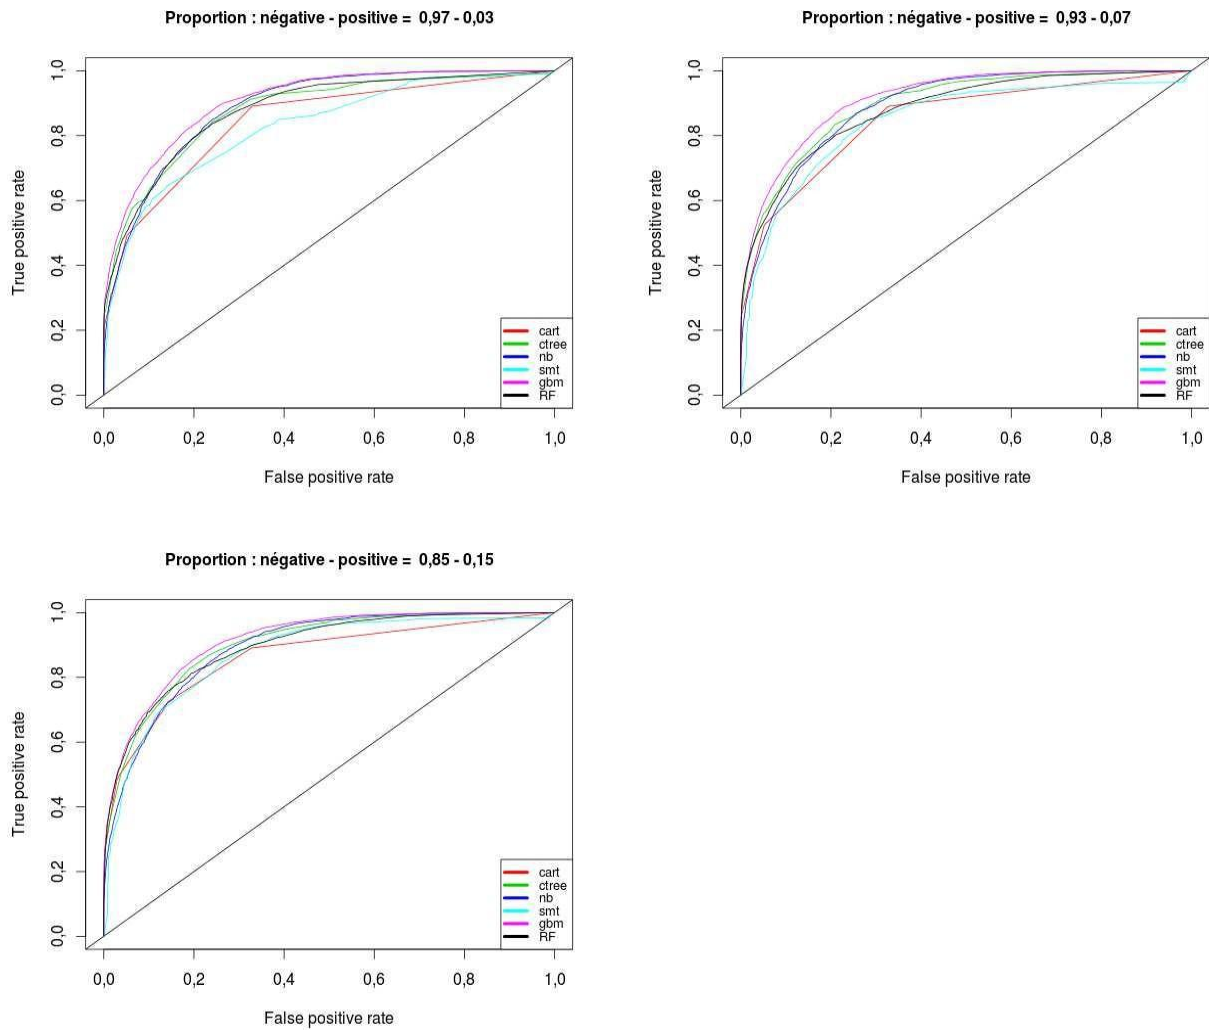 Proportion : négative - positive = 0,97 - 0,03
True positive rate
1,0
0,8
0,6
0,4
0,2
0,0
cart
ctree
nb
smt
gbm
RF
0,0 0,2 0,4 0,6 0,8 1,0
False positive rate
Proportion : négative - positive = 0,93 - 0,07
True positive rate
1,0
0,8
0,6
0,4
0,2
0,0
cart
ctree
nb
smt
gbm
RF
0,0 0,2 0,4 0,6 0,8 1,0
False positive rate
Proportion : négative - positive = 0,85 - 0,15
True positive rate
1,0
0,8
0,6
0,4
0,2
0,0
cart
ctree
nb
smt
gbm
RF
0,0 0,2 0,4 0,6 0,8 1,0
False positive rate